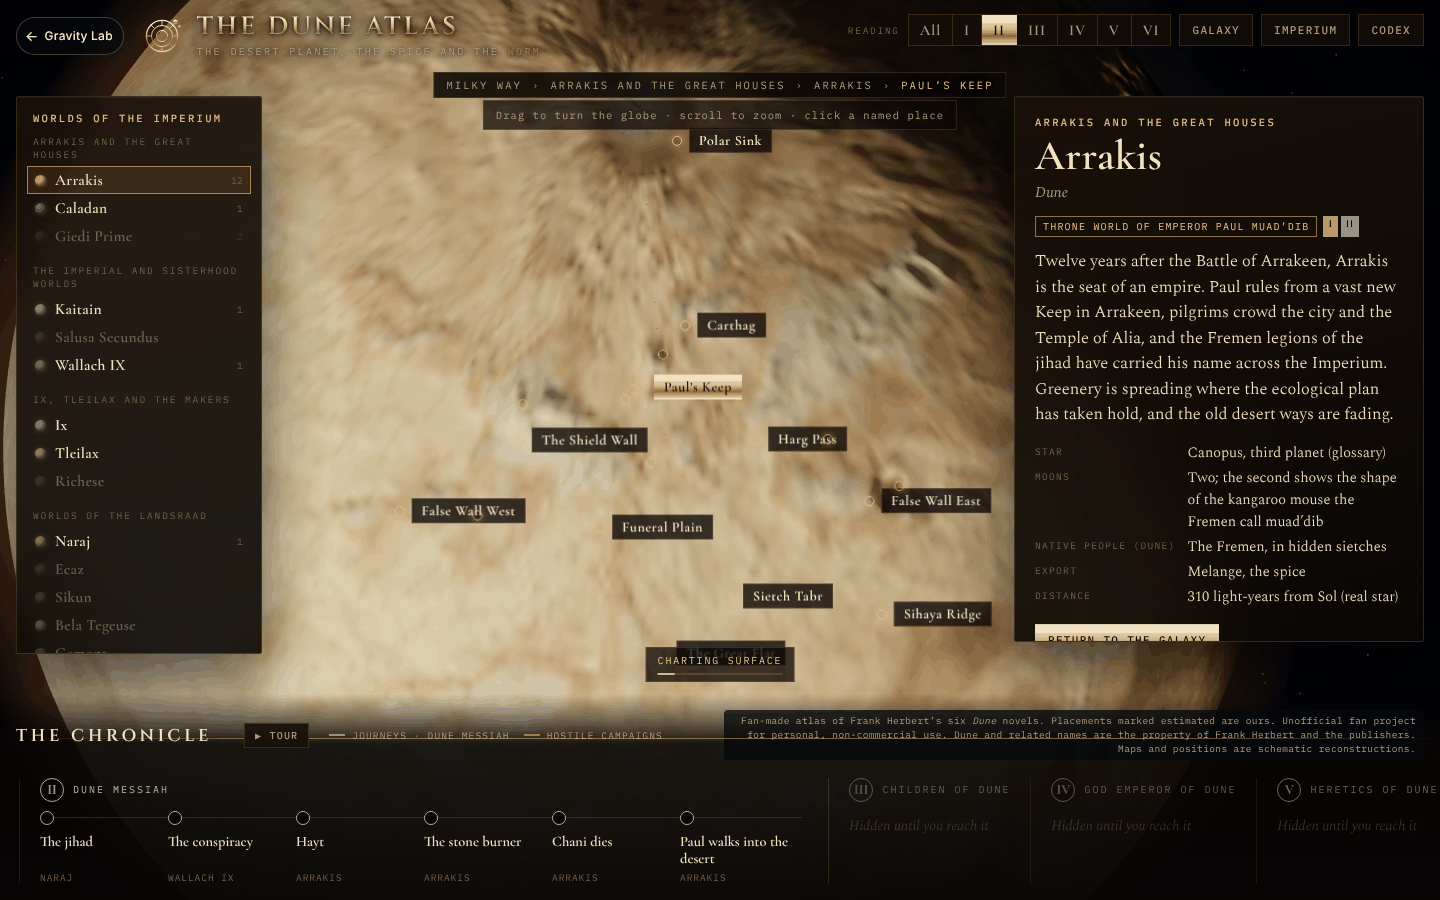 ← Gravity Lab
THE DUNE ATLAS
THE DESERT PLANET, THE SPICE AND THE WORM
READING
All
I
II
III
IV
V
VI
GALAXY
IMPERIUM
CODEX
MILKY WAY › ARRAKIS AND THE GREAT HOUSES › ARRAKIS › PAUL’S KEEP
Drag to turn the globe · scroll to zoom · click a named place
WORLDS OF THE IMPERIUM
ARRAKIS AND THE GREAT
HOUSES
Arrakis 12
Caladan 1
Giedi Prime 2
THE IMPERIAL AND SISTERHOOD
WORLDS
Kaitain 1
Salusa Secundus
Wallach IX 1
IX, TLEILAX AND THE MAKERS
Ix
Tleilax
Richese
WORLDS OF THE LANDSRAAD
Naraj 1
Ecaz
Sikun
Bela Tegeuse
Polar Sink
Carthag
Paul's Keep
The Shield Wall
Harg Pass
False Wall West
False Wall East
Funeral Plain
Sietch Tabr
Sihaya Ridge
The Great Flat
CHARTING SURFACE
ARRAKIS AND THE GREAT HOUSES
Arrakis
Dune
THRONE WORLD OF EMPEROR PAUL MUAD’DIB
I
II
Twelve years after the Battle of Arrakeen, Arrakis
is the seat of an empire. Paul rules from a vast new
Keep in Arrakeen, pilgrims crowd the city and the
Temple of Alia, and the Fremen legions of the
jihad have carried his name across the Imperium.
Greenery is spreading where the ecological plan
has taken hold, and the old desert ways are fading.
STAR Canopus, third planet (glossary)
MOONS Two; the second shows the shape
of the kangaroo mouse the
Fremen call muad’dib
NATIVE PEOPLE (DUNE) The Fremen, in hidden sietches
EXPORT Melange, the spice
DISTANCE 310 light-years from Sol (real star)
RETURN TO THE GALAXY
THE CHRONICLE
▶ TOUR
JOURNEYS · DUNE MESSIAH
HOSTILE CAMPAIGNS
Fan-made atlas of Frank Herbert’s six Dune novels. Placements marked estimated are ours. Unofficial fan project
for personal, non-commercial use. Dune and related names are the property of Frank Herbert and the publishers.
Maps and positions are schematic reconstructions.
II DUNE MESSIAH
The jihad
NARAJ
The conspiracy
WALLACH IX
Hayt
ARRAKIS
The stone burner
ARRAKIS
Chani dies
ARRAKIS
Paul walks into the
desert
ARRAKIS
III CHILDREN OF DUNE
Hidden until you reach it
IV GOD EMPEROR OF DUNE
Hidden until you reach it
V HERETICS OF DUNE
Hidden until you reach it